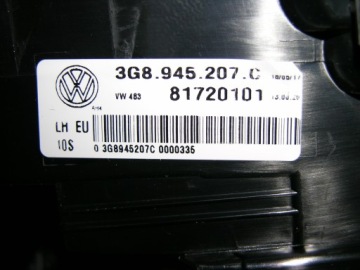 3G8.945.207.C
VW 483 81720101
LH EU
10S 0 3G8945207C 0000335